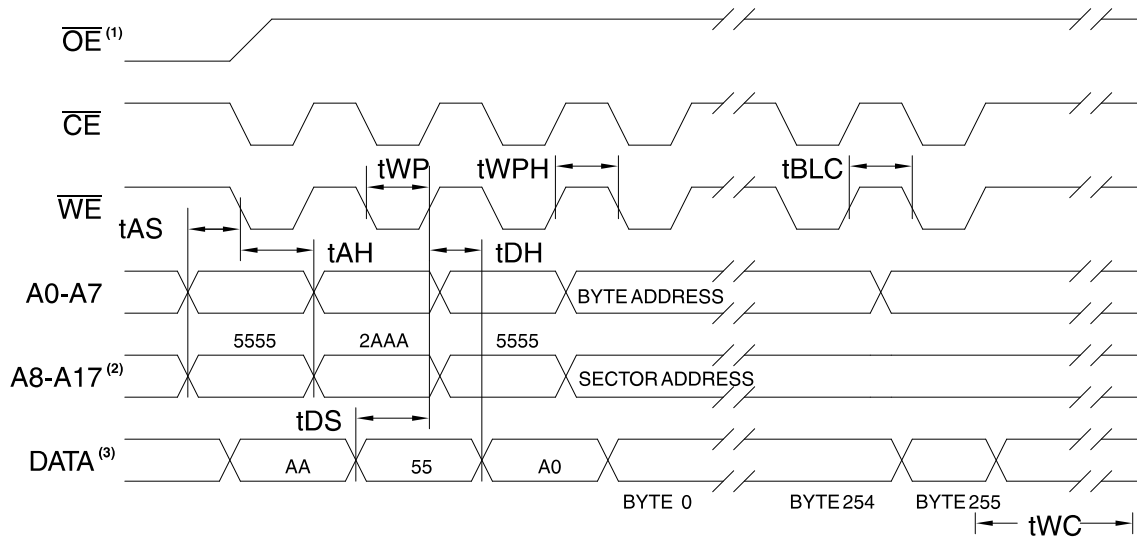 OE (1)
CE
tWP tWPH tBLC
WE
tAS
tAH tDH
A0-A7 BYTE ADDRESS
5555 2AAA 5555
A8-A17 (2) SECTOR ADDRESS
tDS
DATA (3) AA 55 A0
BYTE 0 BYTE 254 BYTE 255
tWC